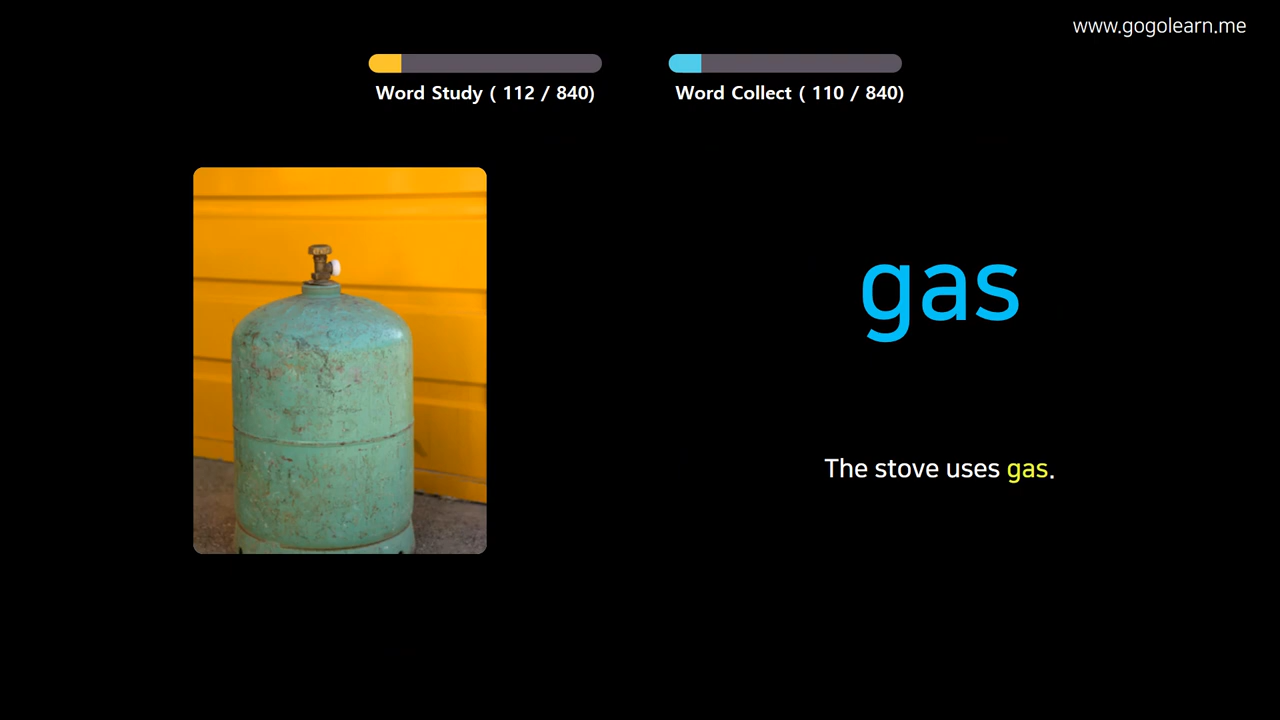 www.gogolearn.me
Word Study ( 112 / 840)
Word Collect ( 110 / 840)
gas
The stove uses gas.